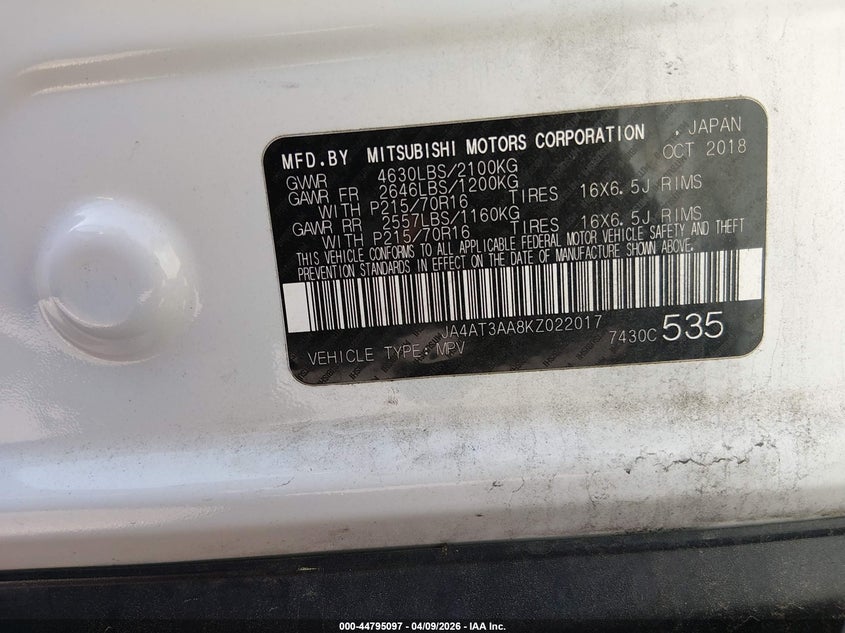 MFD.BY MITSUBISHI MOTORS CORPORATION , JAPAN
GVWR 4630LBS/2100KG OCT 2018
GAWR FR 2646LBS/1200KG
WITH P215/70R16 TIRES 16X6.5J RIMS
GAWR RR 2557LBS/1160KG
WITH P215/70R16 TIRES 16X6.5J RIMS
THIS VEHICLE CONFORMS TO ALL APPLICABLE FEDERAL MOTOR VEHICLE SAFETY AND THEFT
PREVENTION STANDARDS IN EFFECT ON THE DATE OF MANUFACTURE SHOWN ABOVE.
JA4AT3AA8KZ022017
VEHICLE TYPE: MPV 7430C 535
000-44795097 - 04/09/2026 - IAA Inc.